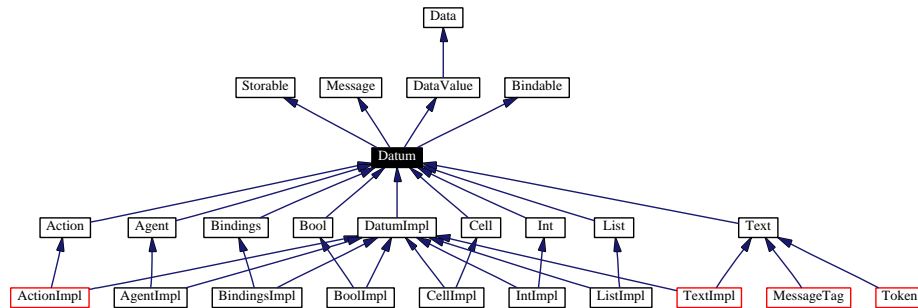 Data
Storable Message DataValue Bindable
Datum
Action Agent Bindings Bool DatumImpl Cell Int List Text
ActionImpl AgentImpl BindingsImpl BoolImpl CellImpl IntImpl ListImpl TextImpl MessageTag Token